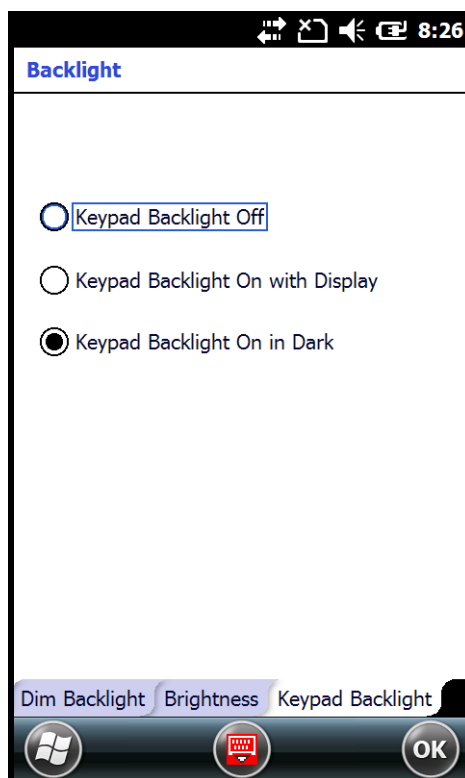 8:26
Backlight
Keypad Backlight Off
Keypad Backlight On with Display
Keypad Backlight On in Dark
Dim Backlight Brightness Keypad Backlight
OK